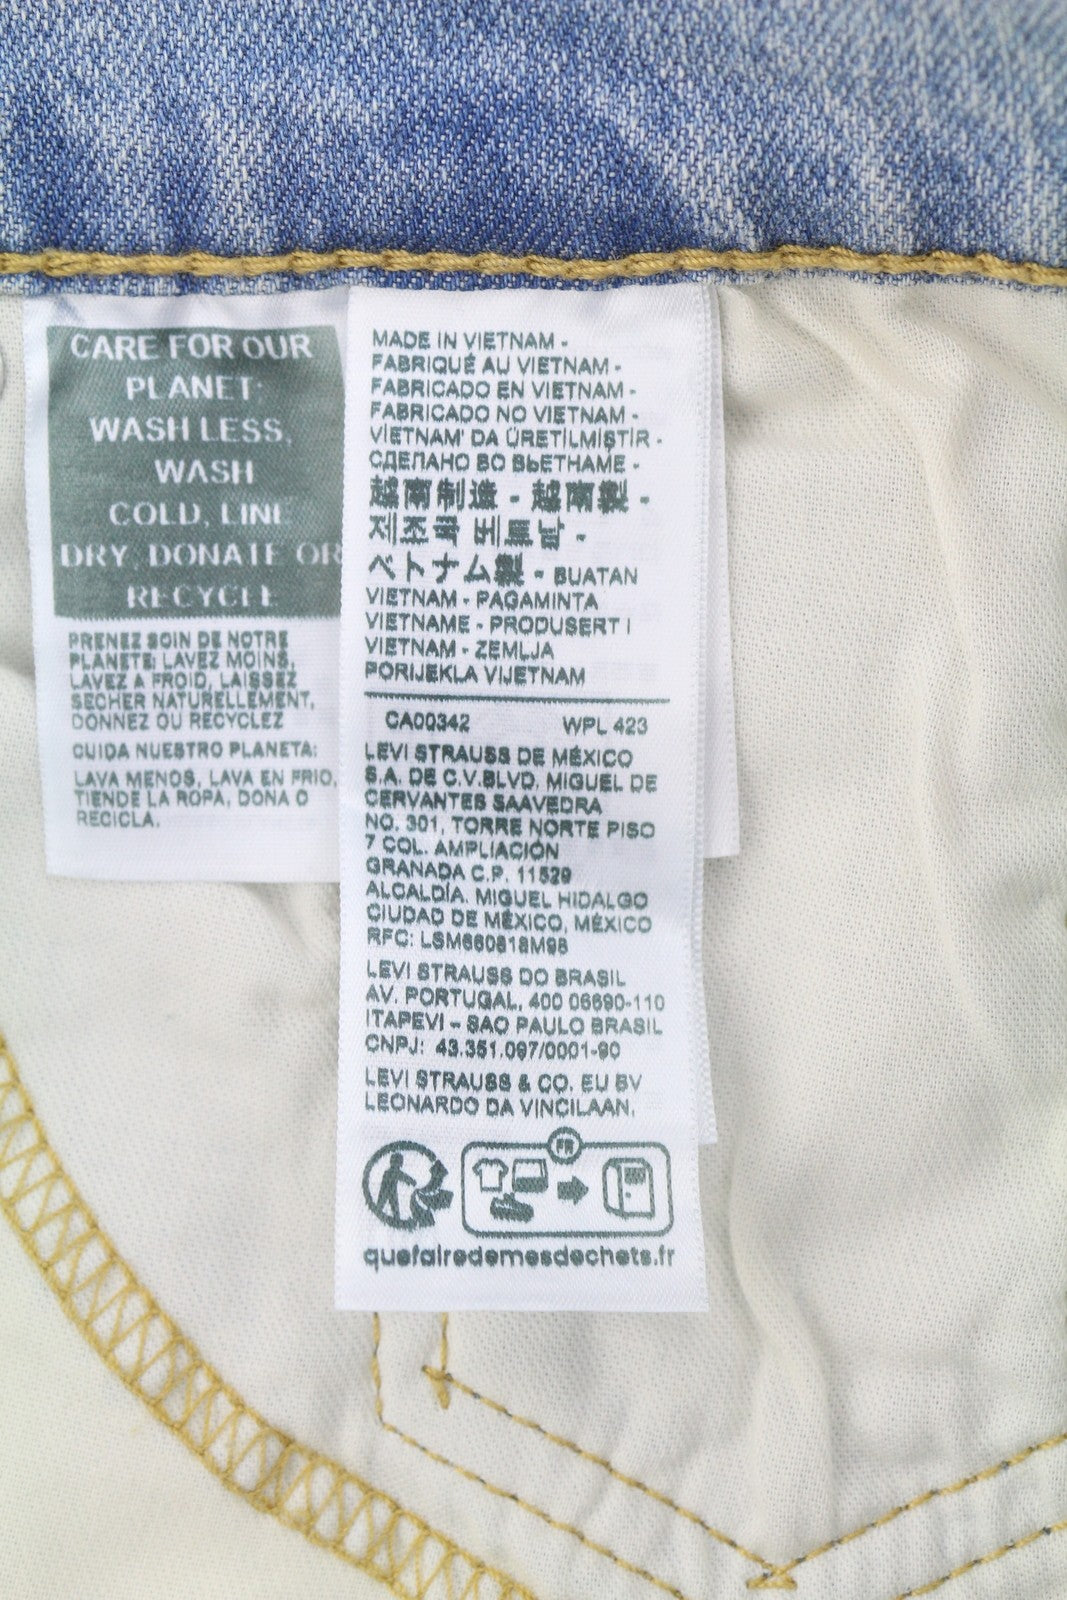 CARE FOR OUR
PLANET:
WASH LESS,
WASH
COLD, LINE
DRY, DONATE OR
RECYCLE
PRENEZ SOIN DE NOTRE
PLANÈTE: LAVEZ MOINS,
LAVEZ À FROID, LAISSEZ
SÉCHER NATURELLEMENT,
DONNEZ OU RECYCLEZ
CUIDA NUESTRO PLANETA:
LAVA MENOS, LAVA EN FRIO,
TIENDE LA ROPA, DONA O
RECICLA.
MADE IN VIETNAM -
FABRIQUÉ AU VIETNAM -
FABRICADO EN VIETNAM -
FABRICADO NO VIETNAM -
VİETNAM' DA ÜRETİLMİŞTİR -
СДЕЛАНО ВО ВЬЕТНАМЕ -
越南制造 - 越南製 -
제조국 베트남 -
ベトナム製 - BUATAN
VIETNAM - PAGAMINTA
VIETNAME - PRODUSERT I
VIETNAM - ZEMLJA
PORIJEKLA VIJETNAM
CA00342 WPL 423
LEVI STRAUSS DE MÉXICO
S.A. DE C.V.BLVD. MIGUEL DE
CERVANTES SAAVEDRA
NO. 301, TORRE NORTE PISO
7 COL. AMPLIACIÓN
GRANADA C.P. 11529
ALCALDÍA. MIGUEL HIDALGO
CIUDAD DE MÉXICO, MÉXICO
RFC: LSM660818M98
LEVI STRAUSS DO BRASIL
AV. PORTUGAL, 400 06690-110
ITAPEVI – SAO PAULO BRASIL
CNPJ: 43.351.097/0001-90
LEVI STRAUSS & CO. EU BV
LEONARDO DA VINCILAAN,
FR
quefairedemesdechets.fr